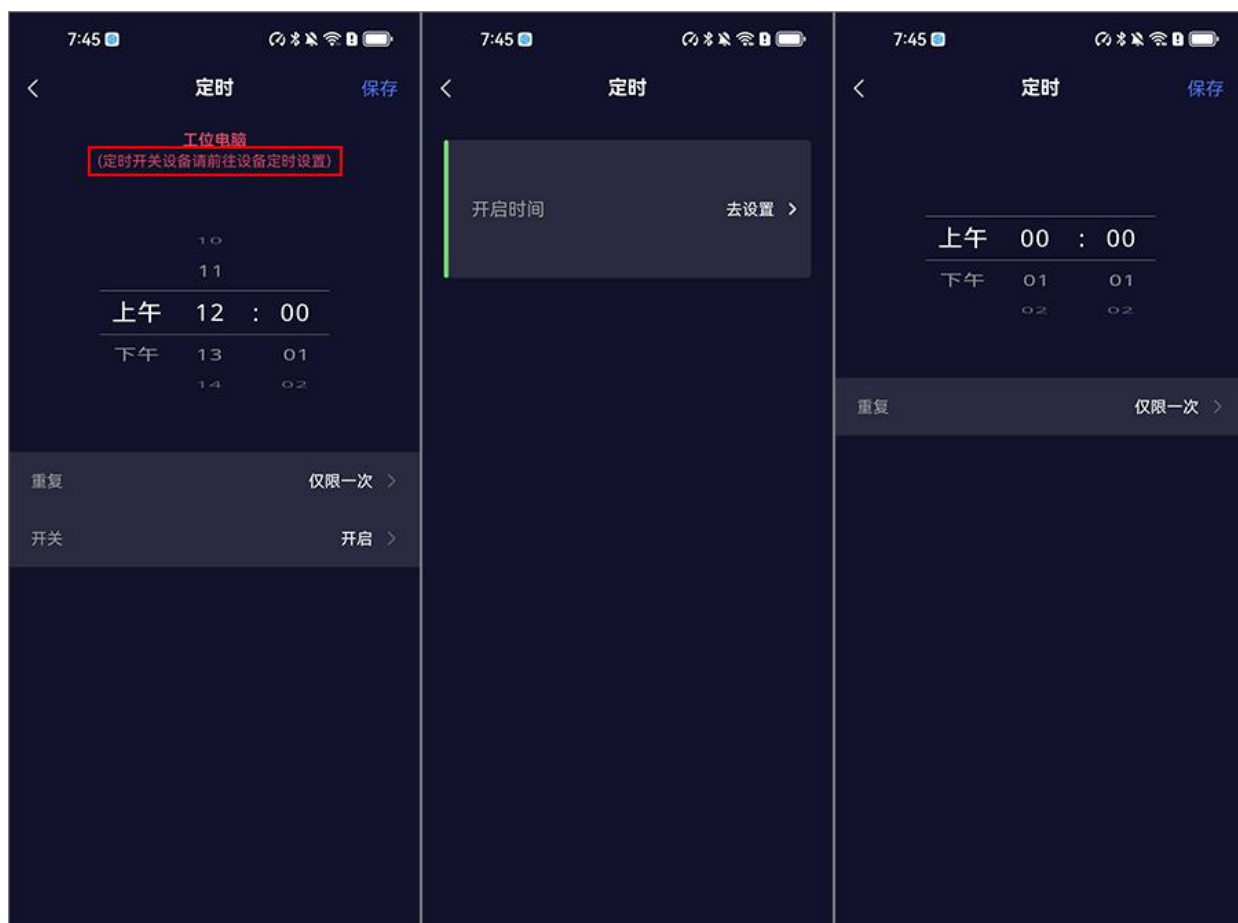 7:45
定时
保存
工位电脑
(定时开关设备请前往设备定时设置)
10
11
上午 12 : 00
下午 13 01
14 02
重复 仅限一次
开关 开启
7:45
定时
开启时间 去设置
7:45
定时
保存
上午 00 : 00
下午 01 01
02 02
重复 仅限一次